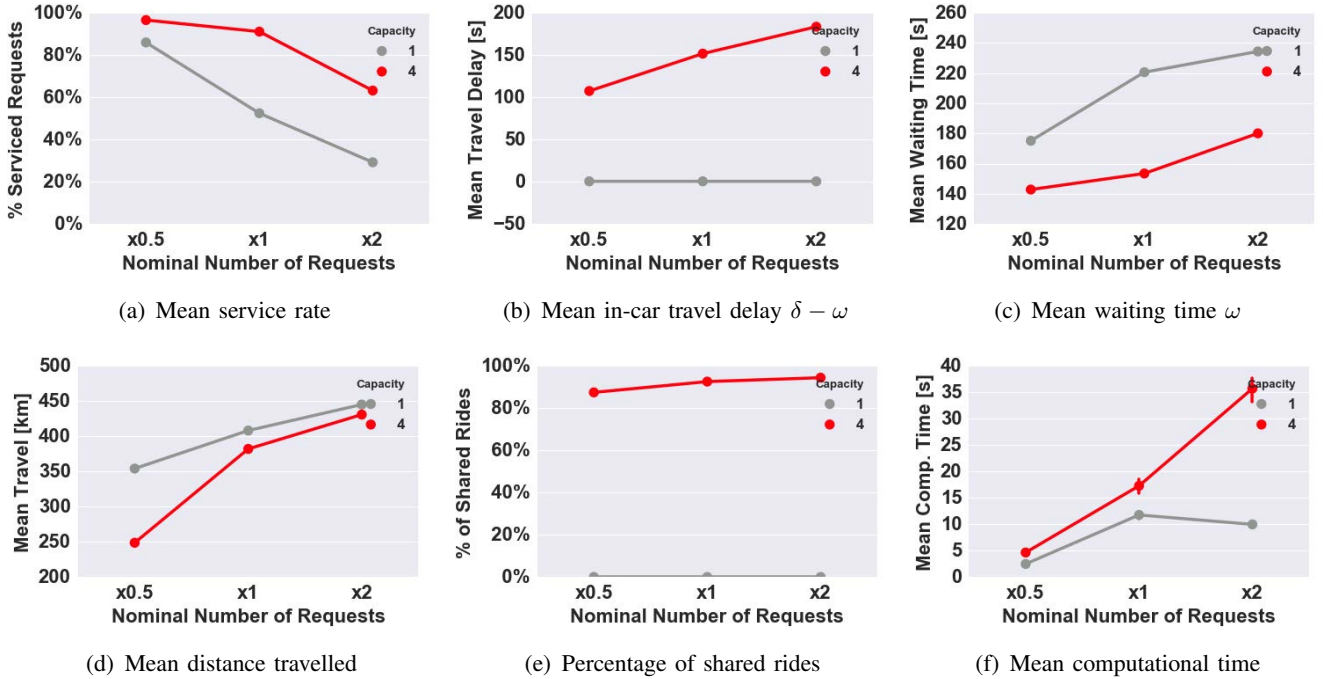 % Serviced Requests
100%
80%
60%
40%
20%
0%
Capacity
1
4
x0.5 x1 x2
Nominal Number of Requests
(a) Mean service rate
Mean Travel Delay [s]
200
150
100
50
0
−50
Capacity
1
4
x0.5 x1 x2
Nominal Number of Requests
(b) Mean in-car travel delay δ − ω
Mean Waiting Time [s]
260
240
220
200
180
160
140
120
Capacity
1
4
x0.5 x1 x2
Nominal Number of Requests
(c) Mean waiting time ω
Mean Travel [km]
500
450
400
350
300
250
200
Capacity
1
4
x0.5 x1 x2
Nominal Number of Requests
(d) Mean distance travelled
% of Shared Rides
100%
80%
60%
40%
20%
0%
Capacity
1
4
x0.5 x1 x2
Nominal Number of Requests
(e) Percentage of shared rides
Mean Comp. Time [s]
40
35
30
25
20
15
10
5
0
Capacity
1
4
x0.5 x1 x2
Nominal Number of Requests
(f) Mean computational time